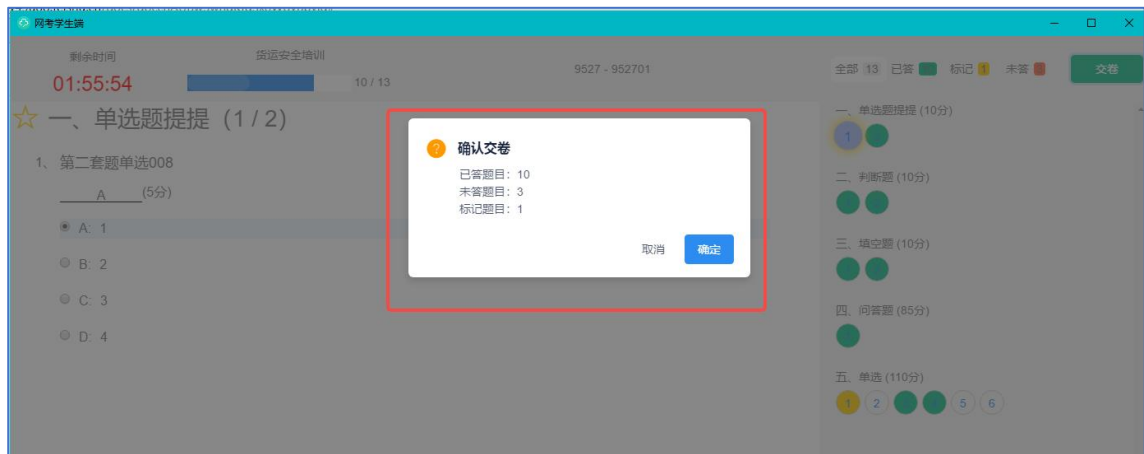 网考学生端
剩余时间
01:55:54
货运安全培训
10 / 13
9527 - 952701
全部 13 已答 标记 1 未答
交卷
一、单选题提提 (1 / 2)
1、第二套题单选008
A (5分)
A: 1
B: 2
C: 3
D: 4
确认交卷
已答题目: 10
未答题目: 3
标记题目: 1
取消
确定
一、单选题提提 (10分)
1
二、判断题 (10分)
三、填空题 (10分)
四、问答题 (85分)
五、单选 (110分)
1 2 5 6